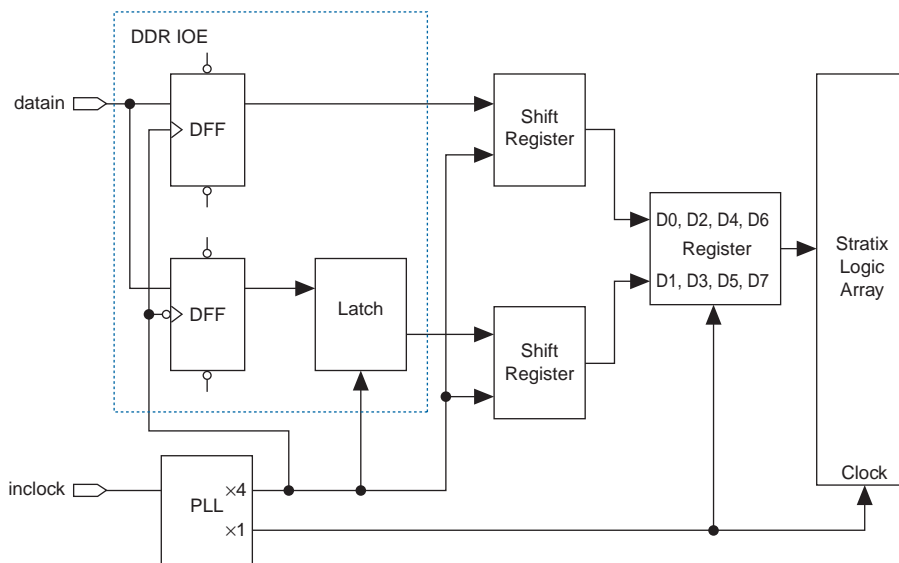 DDR IOE
datain
DFF
Shift
Register
D0, D2, D4, D6
Register
D1, D3, D5, D7
Stratix
Logic
Array
DFF
Latch
Shift
Register
inclock
PLL
×4
×1
Clock